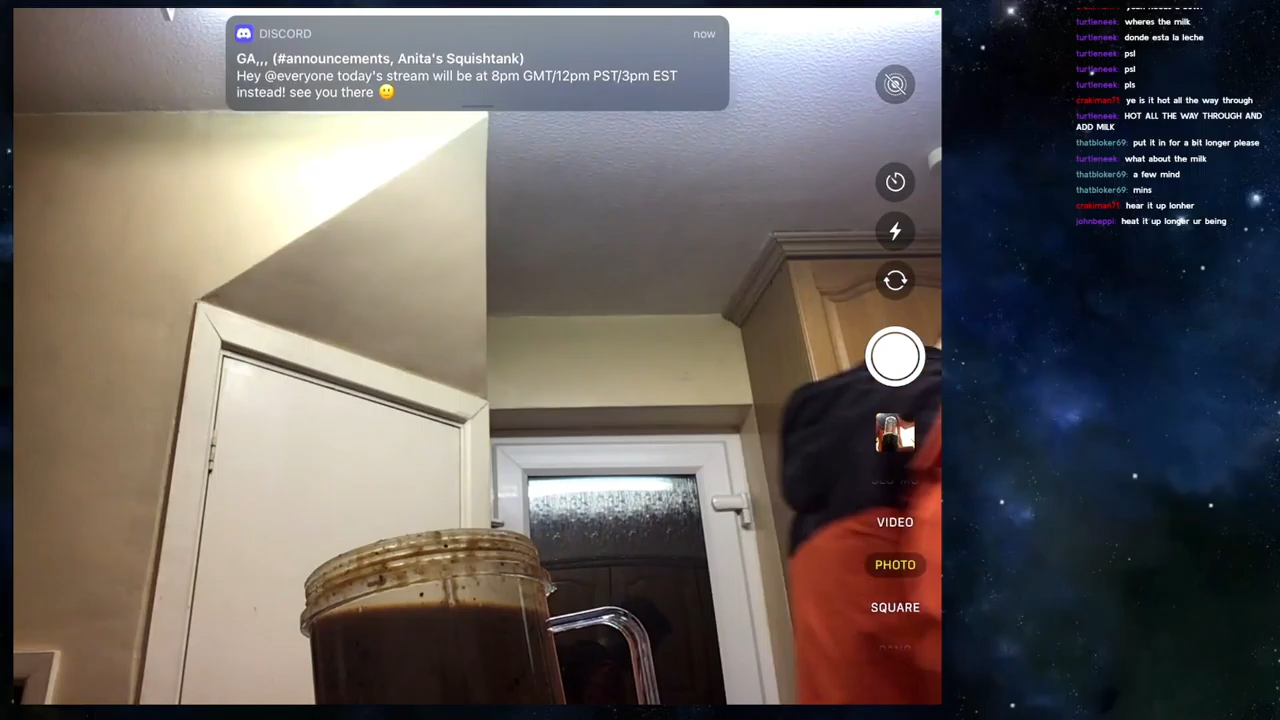 DISCORD
now
GA,,, (#announcements, Anita's Squishtank)
Hey @everyone today's stream will be at 8pm GMT/12pm PST/3pm EST
instead! see you there 🙂
VIDEO
PHOTO
SQUARE
turtleneek: wheres the milk
turtleneek: donde esta la leche
turtleneek: psl
turtleneek: psl
turtleneek: pls
crakiman71: ye is it hot all the way through
turtleneek: HOT ALL THE WAY THROUGH AND
ADD MILK
thatbloker69: put it in for a bit longer please
turtleneek: what about the milk
thatbloker69: a few mind
thatbloker69: mins
crakiman71: hear it up lonher
johnbeppi: heat it up longer ur being